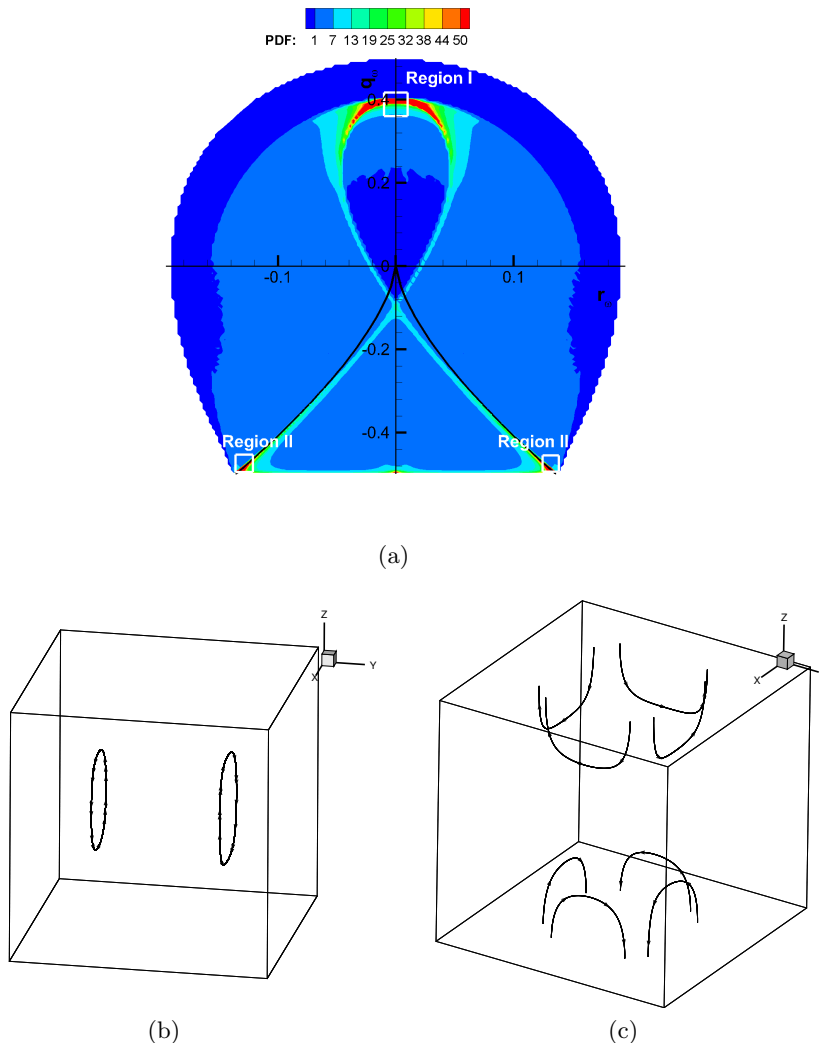 PDF: 1 7 13 19 25 32 38 44 50
Region I
0.4
0.2
0
-0.1 0.1
-0.2
-0.4
Region II Region II
(a)
Z
Y
X
Z
X
(b) (c)